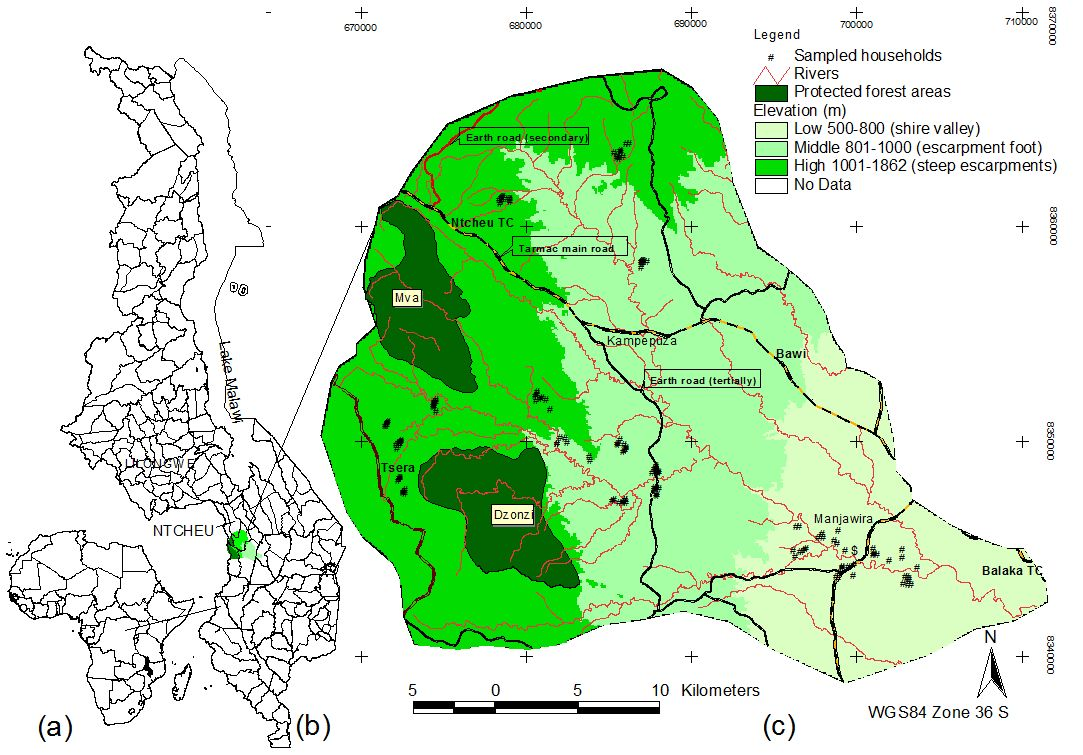 670000
680000
690000
700000
710000
8370000
Legend
# Sampled households
Rivers
Protected forest areas
Elevation (m)
Low 500-800 (shire valley)
Middle 801-1000 (escarpment foot)
High 1001-1862 (steep escarpments)
No Data
Earth road (secondary)
Ntcheu TC
8360000
Tarmac main road
Mva
Kampepuza
Bawi
Lake Malawi
Earth road (tertially)
8350000
LILONGWE
Tsera
Dzonzi
NTCHEU
Manjawira
$
Balaka TC
N
8340000
5 0 5 10 Kilometers
WGS84 Zone 36 S
(a)
(b)
(c)